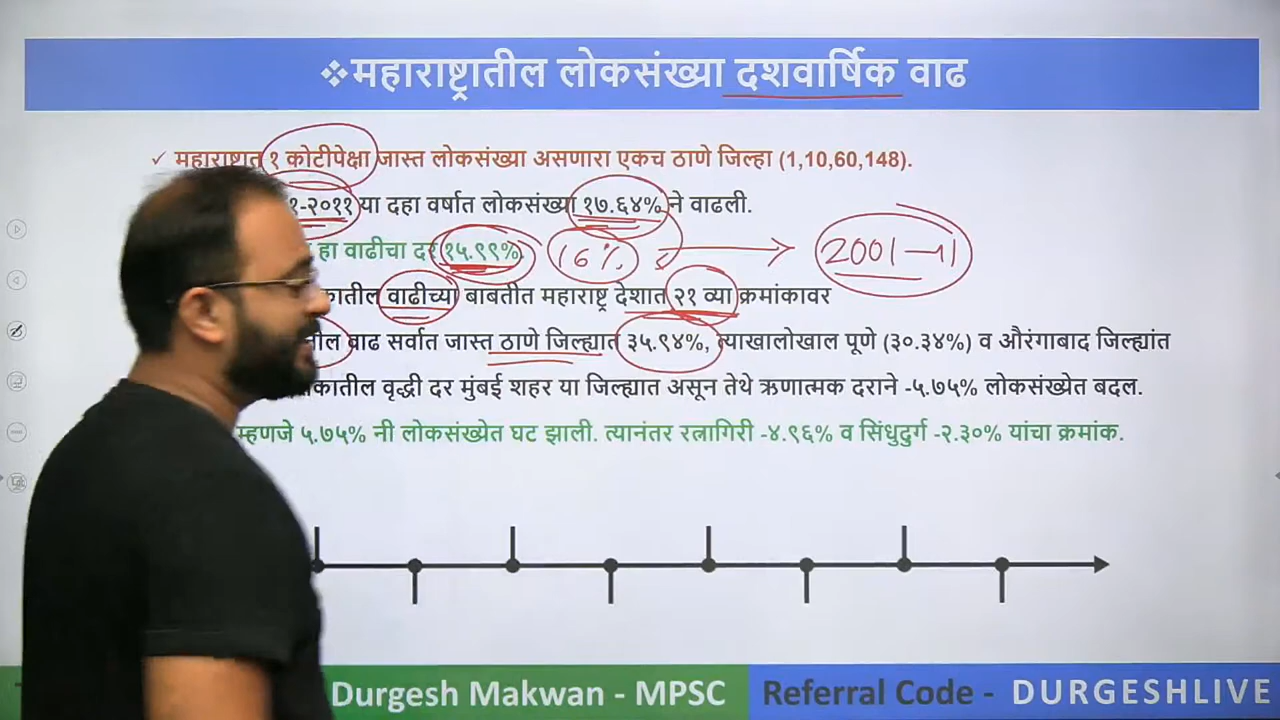 ❖महाराष्ट्रातील लोकसंख्या दशवार्षिक वाढ
✓ महाराष्ट्रात १ कोटीपेक्षा जास्त लोकसंख्या असणारा एकच ठाणे जिल्हा (1,10,60,148).
१-२०११ या दहा वर्षात लोकसंख्या १७.६४% ने वाढली.
हा वाढीचा दर १५.९९%. 16% 2001-11
वाढीच्या बाबतीत महाराष्ट्र देशात २१ व्या क्रमांकावर
वाढ सर्वात जास्त ठाणे जिल्ह्यात ३५.९४%, त्याखालोखाल पुणे (३०.३४%) व औरंगाबाद जिल्ह्यांत
वृद्धी दर मुंबई शहर या जिल्ह्यात असून तेथे ऋणात्मक दराने -५.७५% लोकसंख्येत बदल.
म्हणजे ५.७५% नी लोकसंख्येत घट झाली. त्यानंतर रत्नागिरी -४.९६% व सिंधुदुर्ग -२.३०% यांचा क्रमांक.
Durgesh Makwan - MPSC
Referral Code - DURGESHLIVE